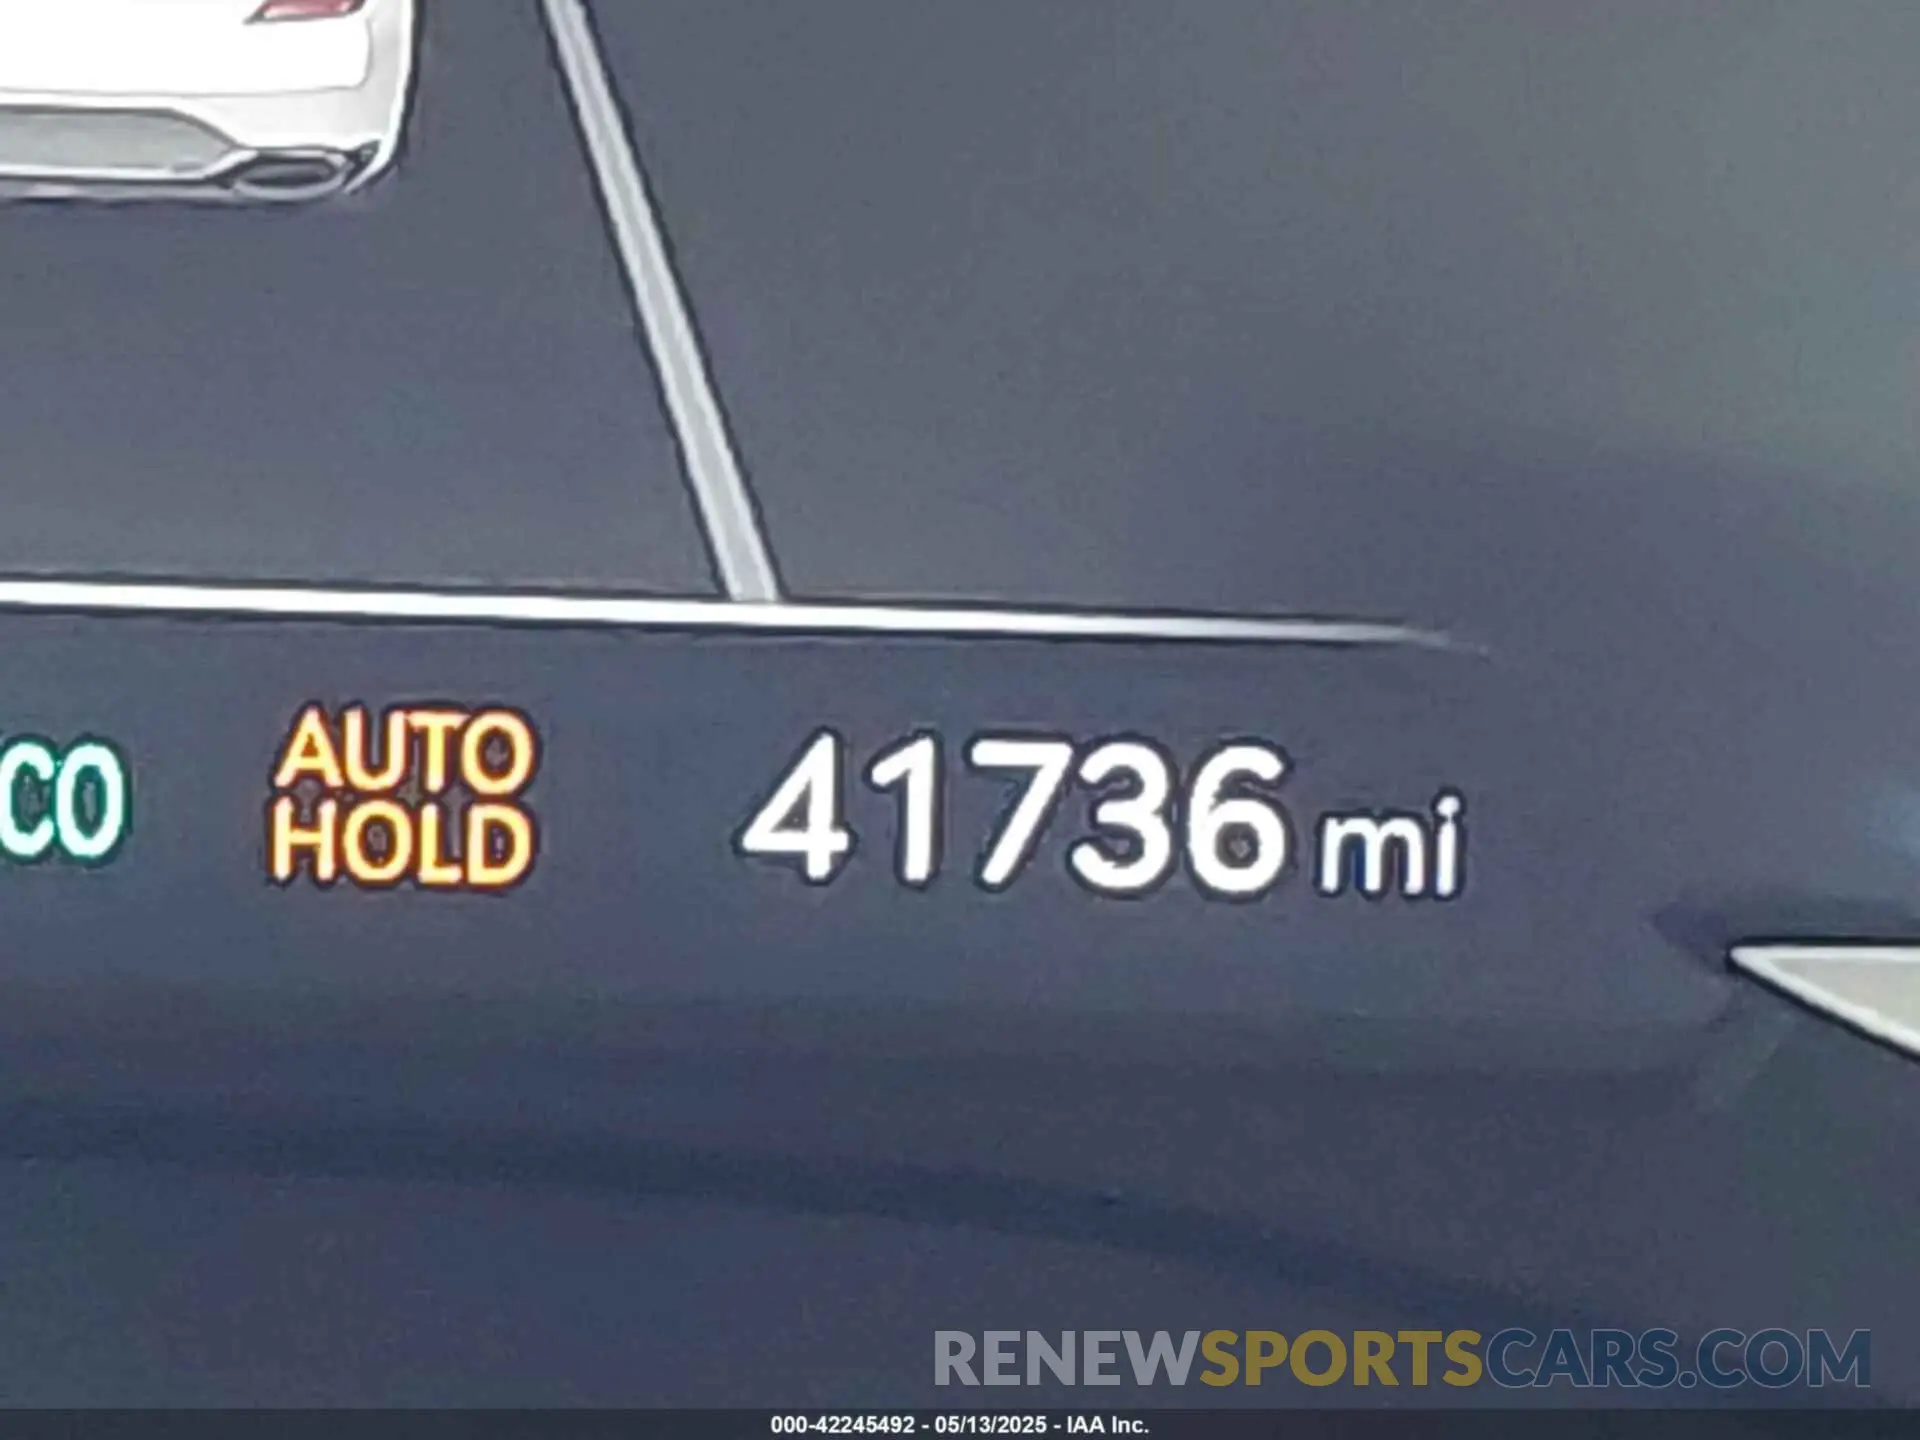 CO
AUTO
HOLD
41736 mi
RENEWSPORTSCARS.COM
000-42245492 - 05/13/2025 - IAA Inc.